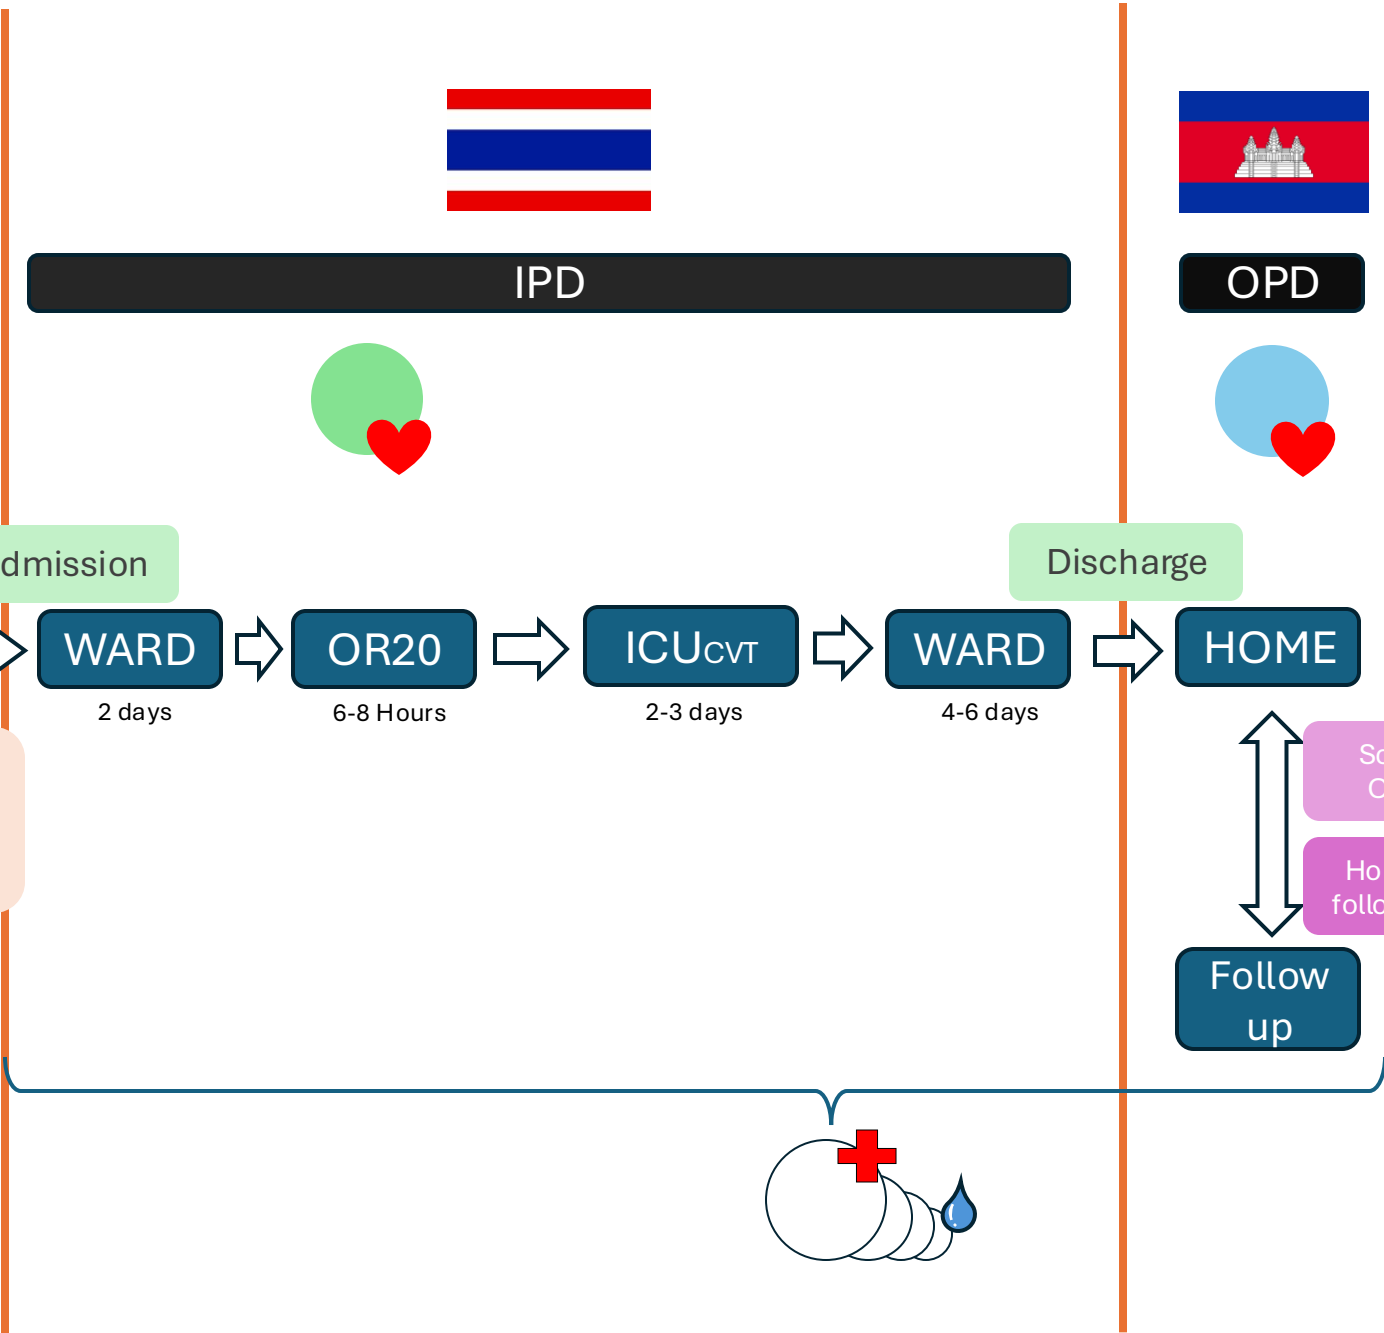 IPD
OPD
dmission
Discharge
WARD
OR20
ICUCVT
WARD
HOME
2 days
6-8 Hours
2-3 days
4-6 days
Follow
up